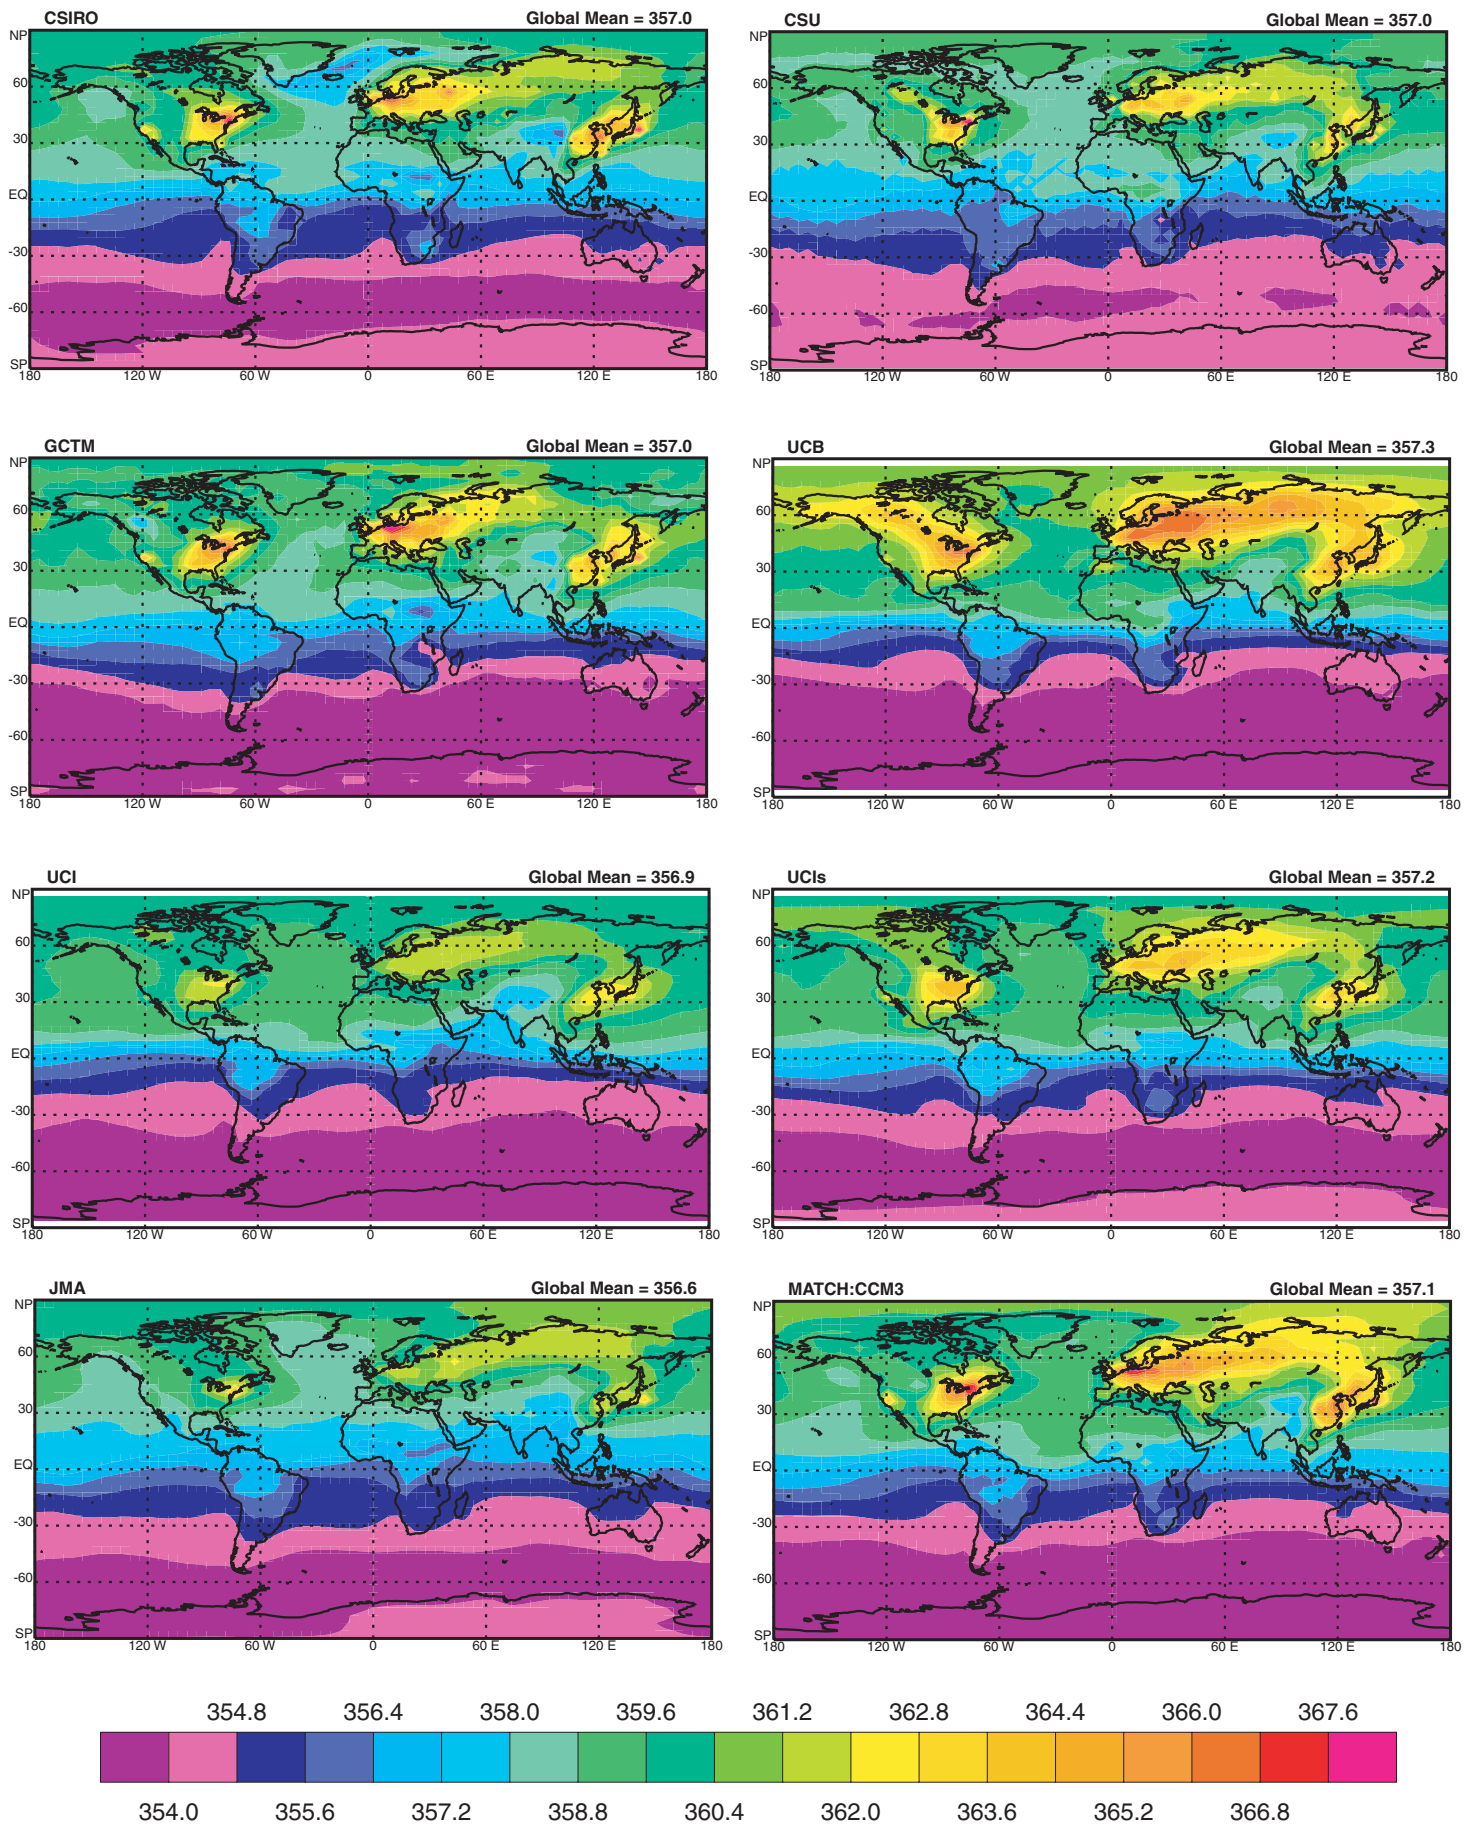 CSIRO Global Mean = 357.0
NP
60
30
EQ
-30
-60
SP
180 120 W 60 W 0 60 E 120 E 180
CSU Global Mean = 357.0
NP
60
30
EQ
-30
-60
SP
180 120 W 60 W 0 60 E 120 E 180
GCTM Global Mean = 357.0
NP
60
30
EQ
-30
-60
SP
180 120 W 60 W 0 60 E 120 E 180
UCB Global Mean = 357.3
NP
60
30
EQ
-30
-60
SP
180 120 W 60 W 0 60 E 120 E 180
UCI Global Mean = 356.9
NP
60
30
EQ
-30
-60
SP
180 120 W 60 W 0 60 E 120 E 180
UCIs Global Mean = 357.2
NP
60
30
EQ
-30
-60
SP
180 120 W 60 W 0 60 E 120 E 180
JMA Global Mean = 356.6
NP
60
30
EQ
-30
-60
SP
180 120 W 60 W 0 60 E 120 E 180
MATCH:CCM3 Global Mean = 357.1
NP
60
30
EQ
-30
-60
SP
180 120 W 60 W 0 60 E 120 E 180
354.8 356.4 358.0 359.6 361.2 362.8 364.4 366.0 367.6
354.0 355.6 357.2 358.8 360.4 362.0 363.6 365.2 366.8